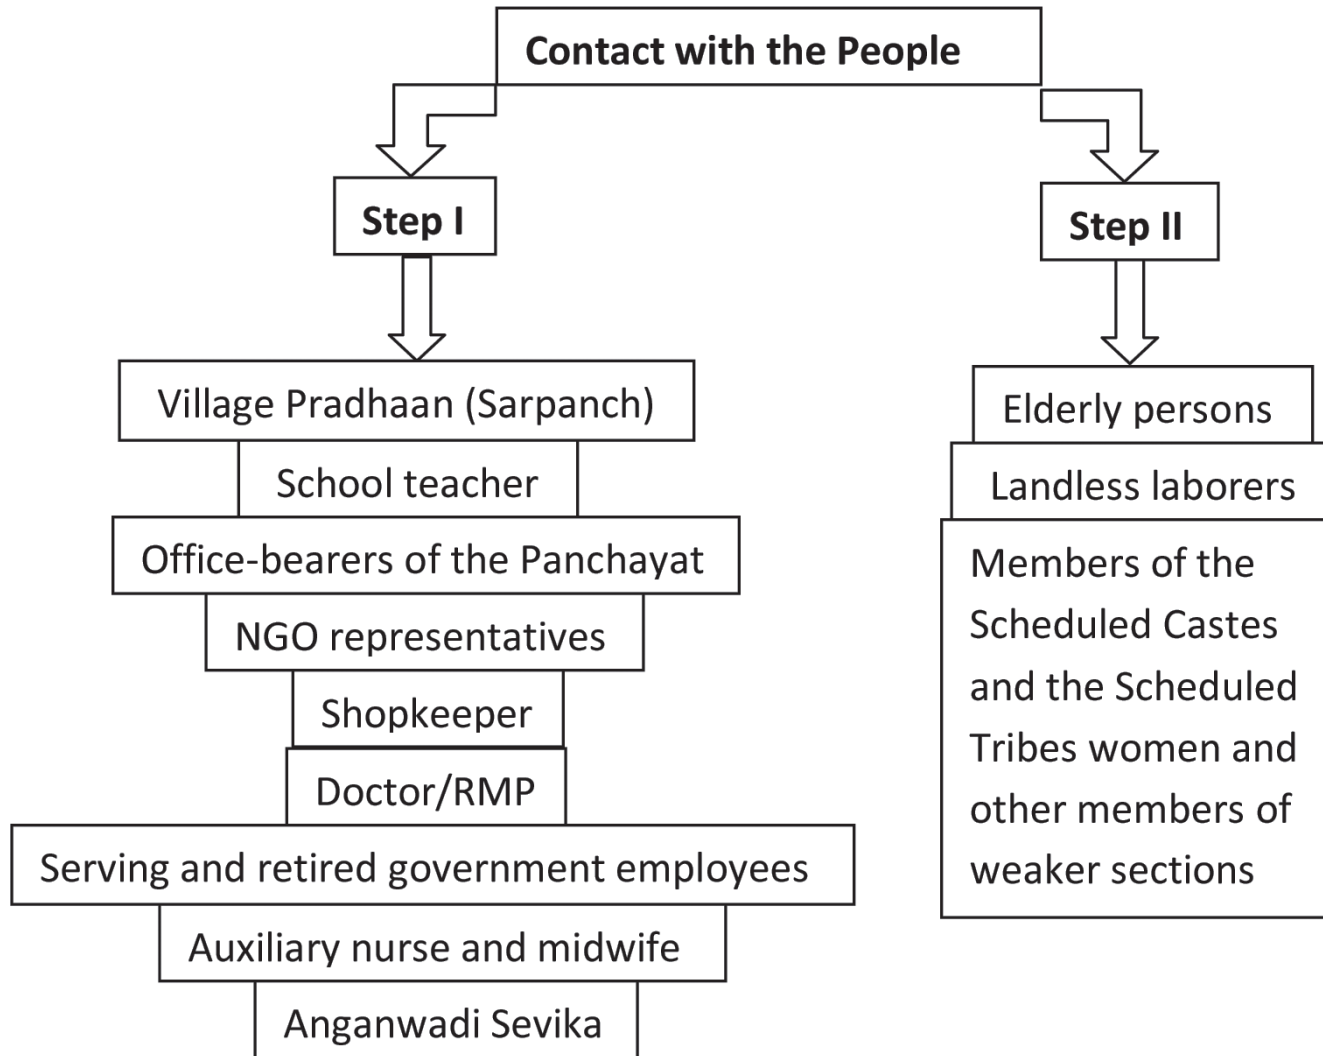 Contact with the People
Step I
Village Pradhaan (Sarpanch)
School teacher
Office-bearers of the Panchayat
NGO representatives
Shopkeeper
Doctor/RMP
Serving and retired government employees
Auxiliary nurse and midwife
Anganwadi Sevika
Step II
Elderly persons
Landless laborers
Members of the
Scheduled Castes
and the Scheduled
Tribes women and
other members of
weaker sections